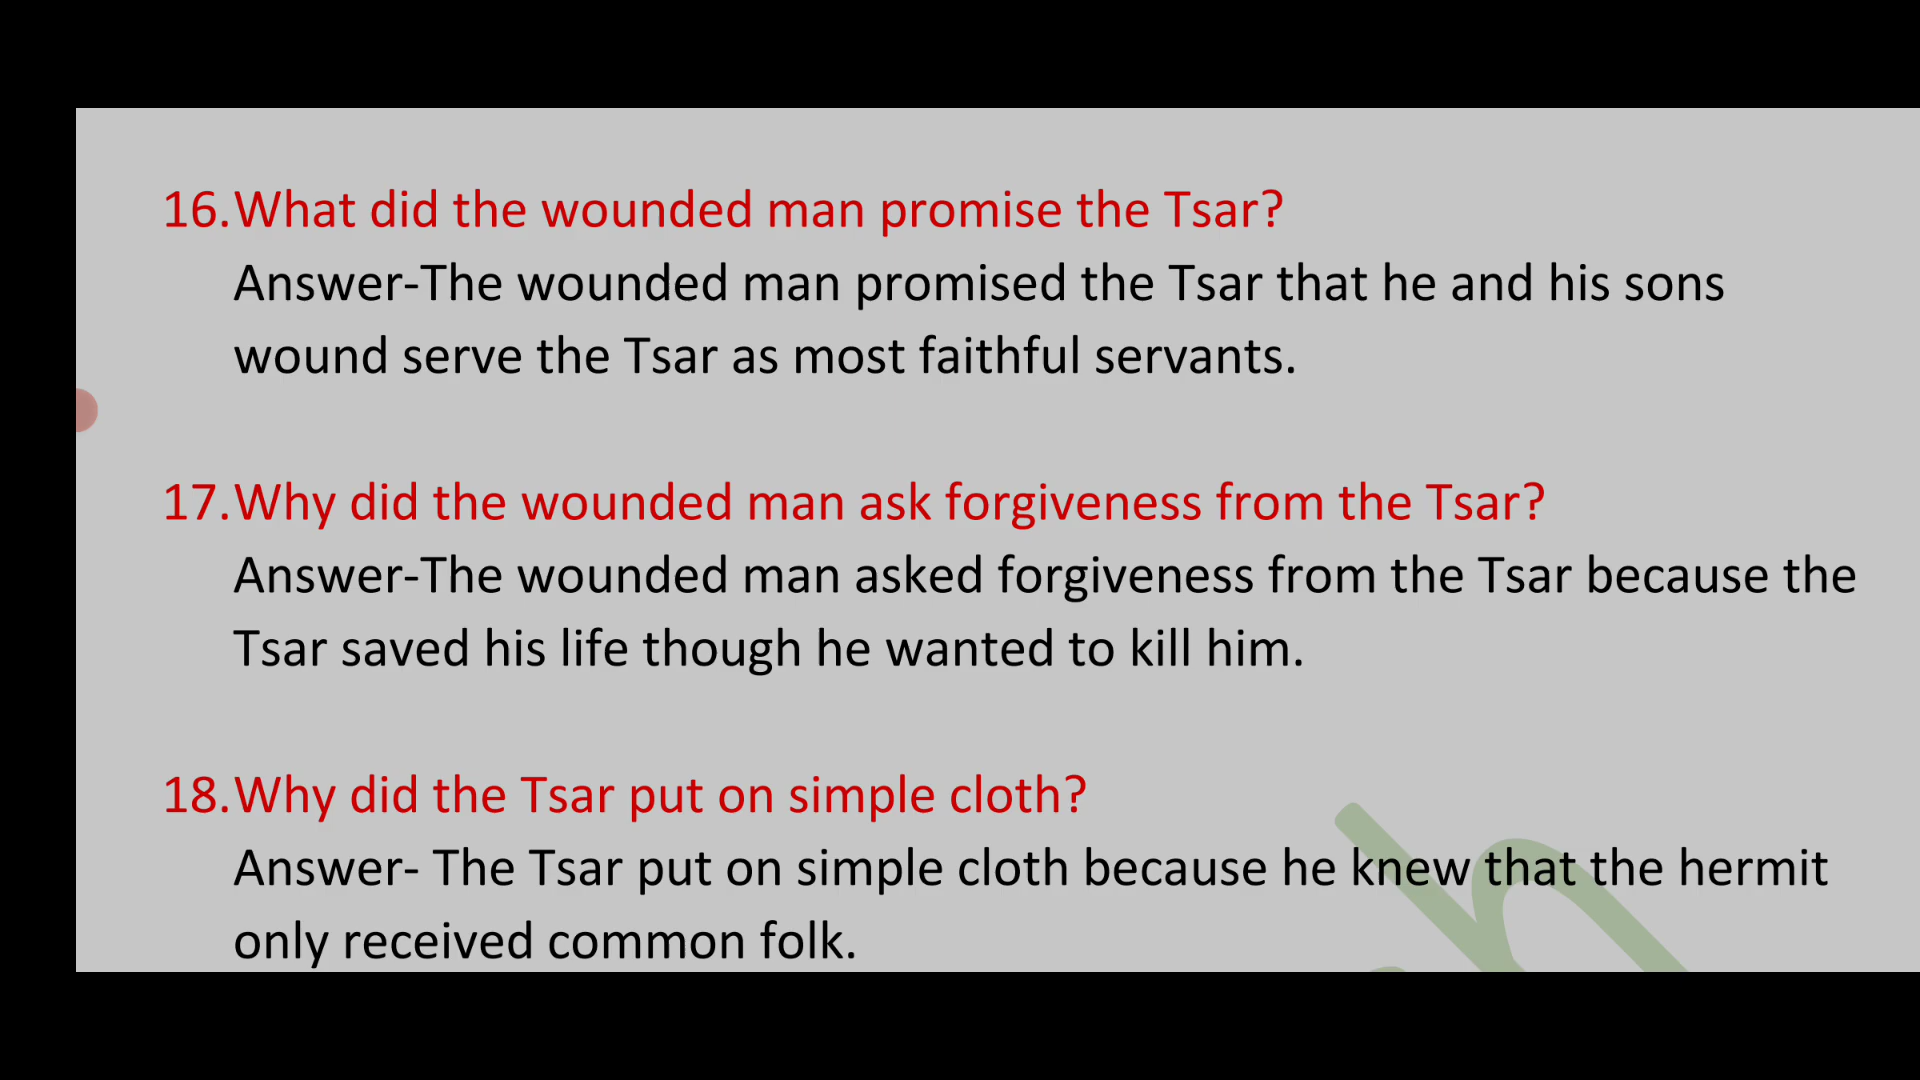 16.What did the wounded man promise the Tsar?
Answer-The wounded man promised the Tsar that he and his sons
wound serve the Tsar as most faithful servants.
17.Why did the wounded man ask forgiveness from the Tsar?
Answer-The wounded man asked forgiveness from the Tsar because the
Tsar saved his life though he wanted to kill him.
18.Why did the Tsar put on simple cloth?
Answer- The Tsar put on simple cloth because he knew that the hermit
only received common folk.